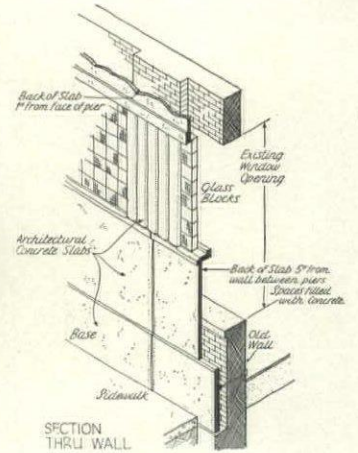 Back of Slab
1" from face of pier
Existing
Window
Opening
Glass
Blocks
Architectural
Concrete Slabs
Back of Slab 5" from
wall between piers
Spaces filled
with Concrete
Old
Wall
Base
Sidewalk
SECTION
THRU WALL